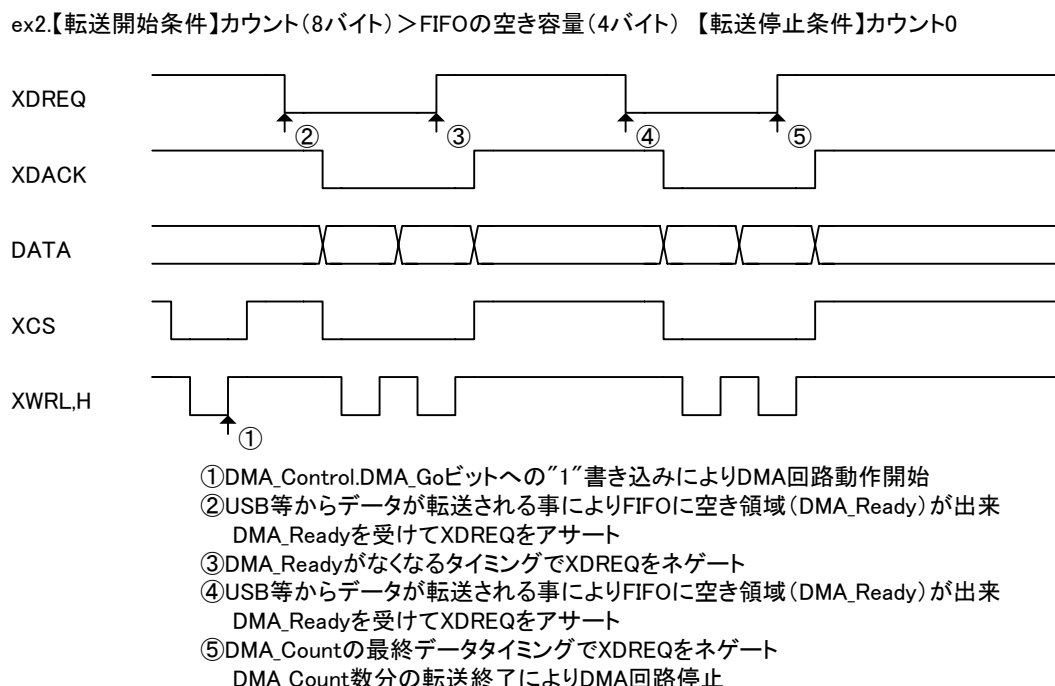 ex2.【転送開始条件】カウント(8バイト)>FIFOの空き容量(4バイト) 【転送停止条件】カウント0
XDREQ
② ③ ④ ⑤
XDACK
DATA
XCS
XWRL,H
①
①DMA_Control.DMA_Goビットへの"1"書き込みによりDMA回路動作開始
②USB等からデータが転送される事によりFIFOに空き領域(DMA_Ready)が出来
DMA_Readyを受けてXDREQをアサート
③DMA_ReadyがなくなるタイミングでXDREQをネゲート
④USB等からデータが転送される事によりFIFOに空き領域(DMA_Ready)が出来
DMA_Readyを受けてXDREQをアサート
⑤DMA_Countの最終データタイミングでXDREQをネゲート
DMA_Count数分の転送終了によりDMA回路停止